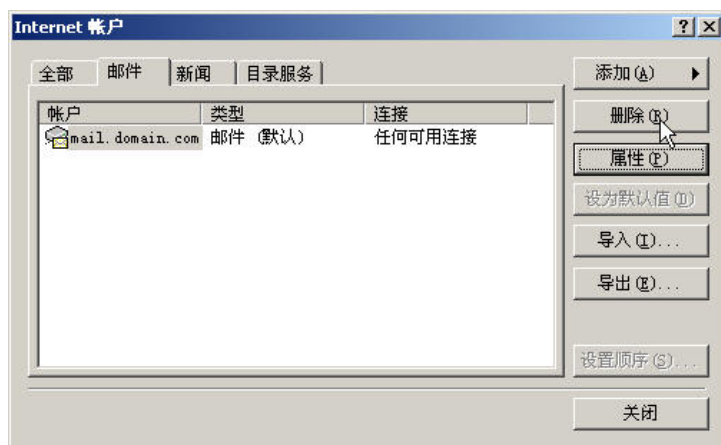 Internet 帐户
全部 邮件 新闻 目录服务
添加(A)
帐户 类型 连接
删除(R)
mail.domain.com 邮件 (默认) 任何可用连接
属性(P)
设为默认值(D)
导入(I)...
导出(E)...
设置顺序(S)...
关闭